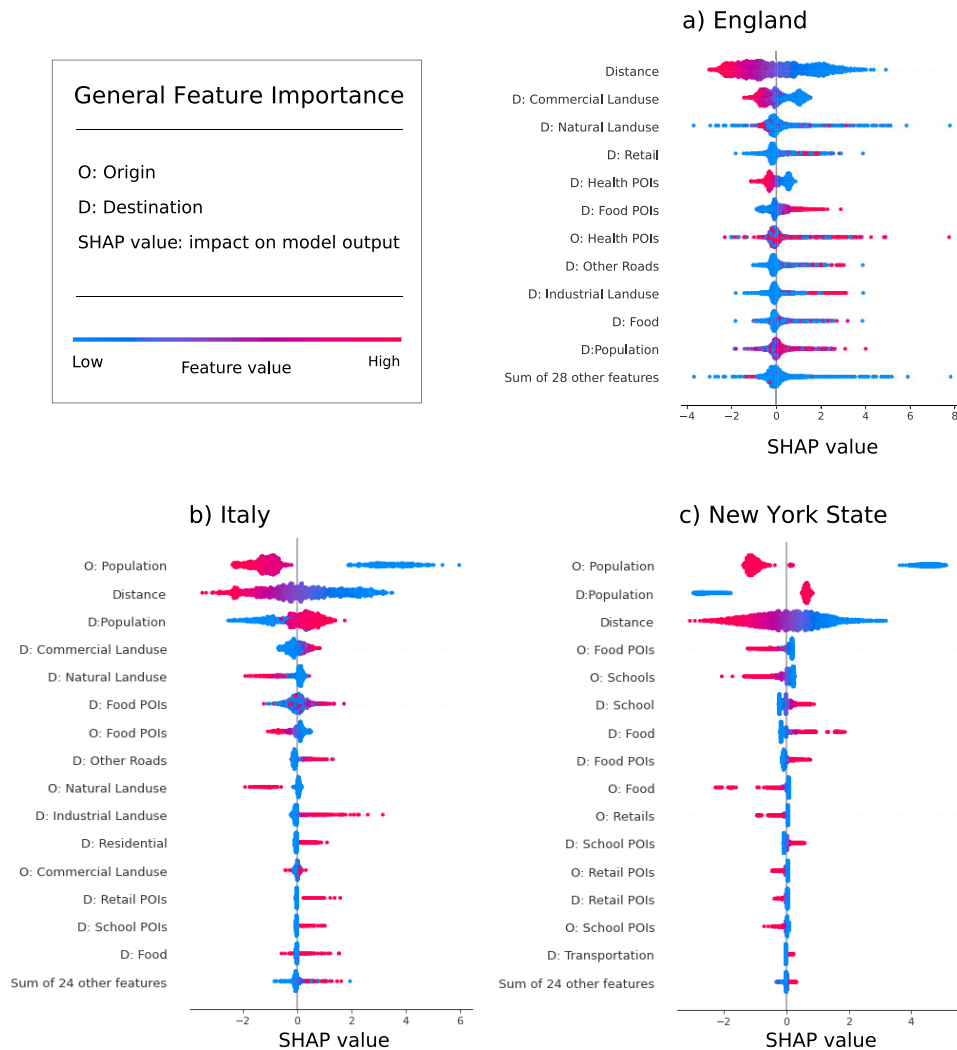 General Feature Importance
O: Origin
D: Destination
SHAP value: impact on model output
Low
Feature value
High
a) England
Distance
D: Commercial Landuse
D: Natural Landuse
D: Retail
D: Health POIs
D: Food POIs
O: Health POIs
D: Other Roads
D: Industrial Landuse
D: Food
D:Population
Sum of 28 other features
−4 −2 0 2 4 6 8
SHAP value
b) Italy
O: Population
Distance
D:Population
D: Commercial Landuse
D: Natural Landuse
D: Food POIs
O: Food POIs
D: Other Roads
O: Natural Landuse
D: Industrial Landuse
D: Residential
O: Commercial Landuse
D: Retail POIs
D: School POIs
D: Food
Sum of 24 other features
−2 0 2 4 6
SHAP value
c) New York State
O: Population
D:Population
Distance
O: Food POIs
O: Schools
D: School
D: Food
D: Food POIs
O: Food
O: Retails
D: School POIs
O: Retail POIs
D: Retail POIs
O: School POIs
D: Transportation
Sum of 24 other features
−2 0 2 4
SHAP value